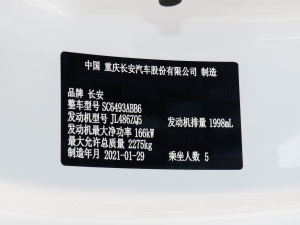 中国 重庆长安汽车股份有限公司 制造
品牌 长安
整车型号 SC6493ABB6
发动机型号 JL486ZQ5 发动机排量 1998mL
发动机最大净功率 166kW
最大允许总质量 2275kg
制造年月 2021-01-29 乘坐人数 5